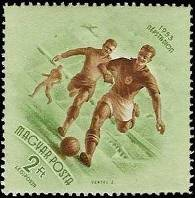 1953
NÉPSTADION
MAGYAR POSTA
2 Ft
LÉGIPOSTA
VERTEL J.